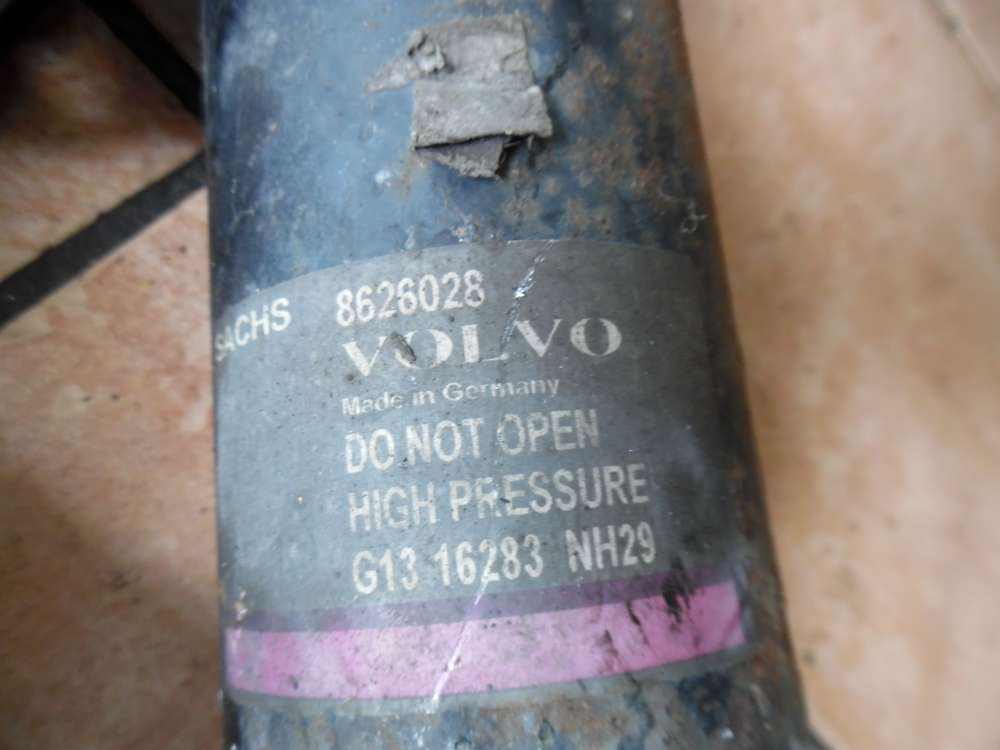 SACHS 8626028
VOLVO
Made in Germany
DO NOT OPEN
HIGH PRESSURE
G13 16283 NH29